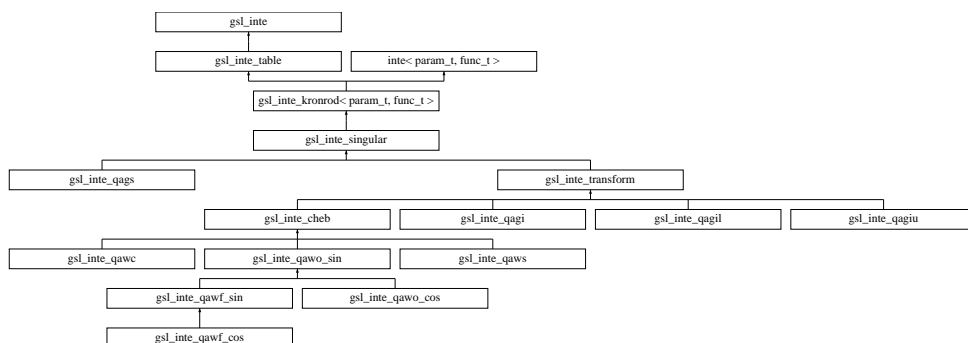 gsl_inte
gsl_inte_table
inte< param_t, func_t >
gsl_inte_kronrod< param_t, func_t >
gsl_inte_singular
gsl_inte_qags
gsl_inte_transform
gsl_inte_cheb
gsl_inte_qagi
gsl_inte_qagil
gsl_inte_qagiu
gsl_inte_qawc
gsl_inte_qawo_sin
gsl_inte_qaws
gsl_inte_qawf_sin
gsl_inte_qawo_cos
gsl_inte_qawf_cos